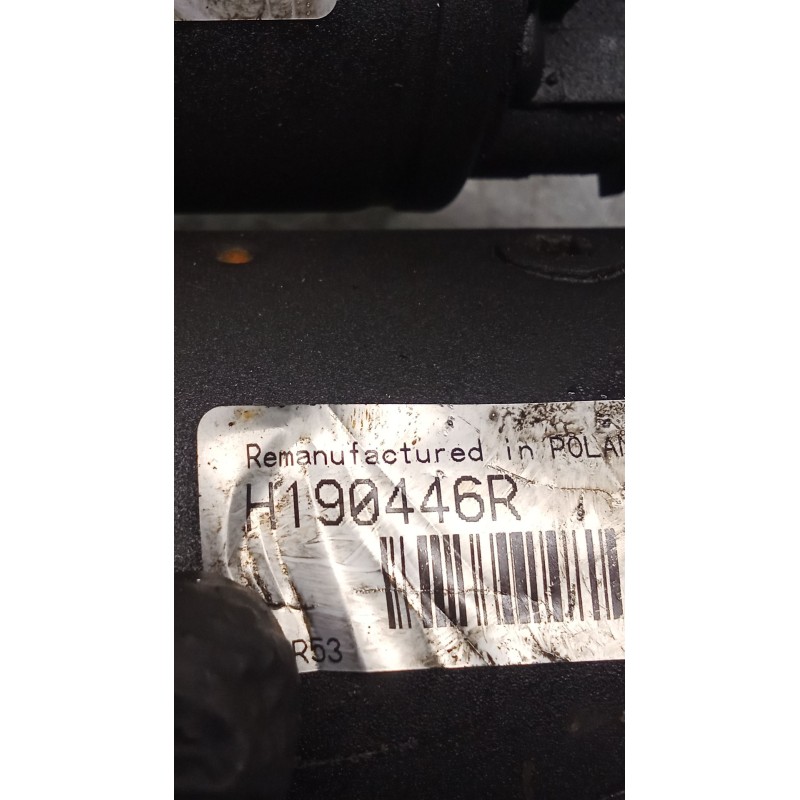 Remanufactured in POLAN
H190446R
R53